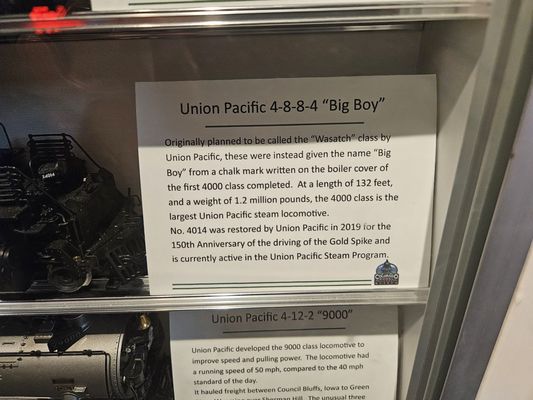 Union Pacific 4-8-8-4 “Big Boy”
Originally planned to be called the “Wasatch” class by
Union Pacific, these were instead given the name “Big
Boy” from a chalk mark written on the boiler cover of
the first 4000 class completed. At a length of 132 feet,
and a weight of 1.2 million pounds, the 4000 class is the
largest Union Pacific steam locomotive.
No. 4014 was restored by Union Pacific in 2019 for the
150th Anniversary of the driving of the Gold Spike and
is currently active in the Union Pacific Steam Program.
Union Pacific 4-12-2 “9000”
Union Pacific developed the 9000 class locomotive to
improve speed and pulling power. The locomotive had
a running speed of 50 mph, compared to the 40 mph
standard of the day.
It hauled freight between Council Bluffs, Iowa to Green
over Sherman Hill. The unusual three